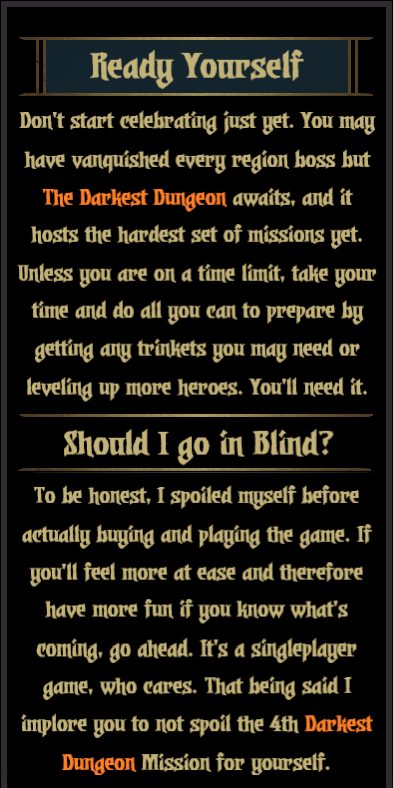 Ready Yourself
Don't start celebrating just yet. You may
have vanquished every region boss but
The Darkest Dungeon awaits, and it
hosts the hardest set of missions yet.
Unless you are on a time limit, take your
time and do all you can to prepare by
getting any trinkets you may need or
leveling up more heroes. You'll need it.
Should I go in Blind?
To be honest, I spoiled myself before
actually buying and playing the game. If
you'll feel more at ease and therefore
have more fun if you know what's
coming, go ahead. It's a singleplayer
game, who cares. That being said I
implore you to not spoil the 4th Darkest
Dungeon Mission for yourself.